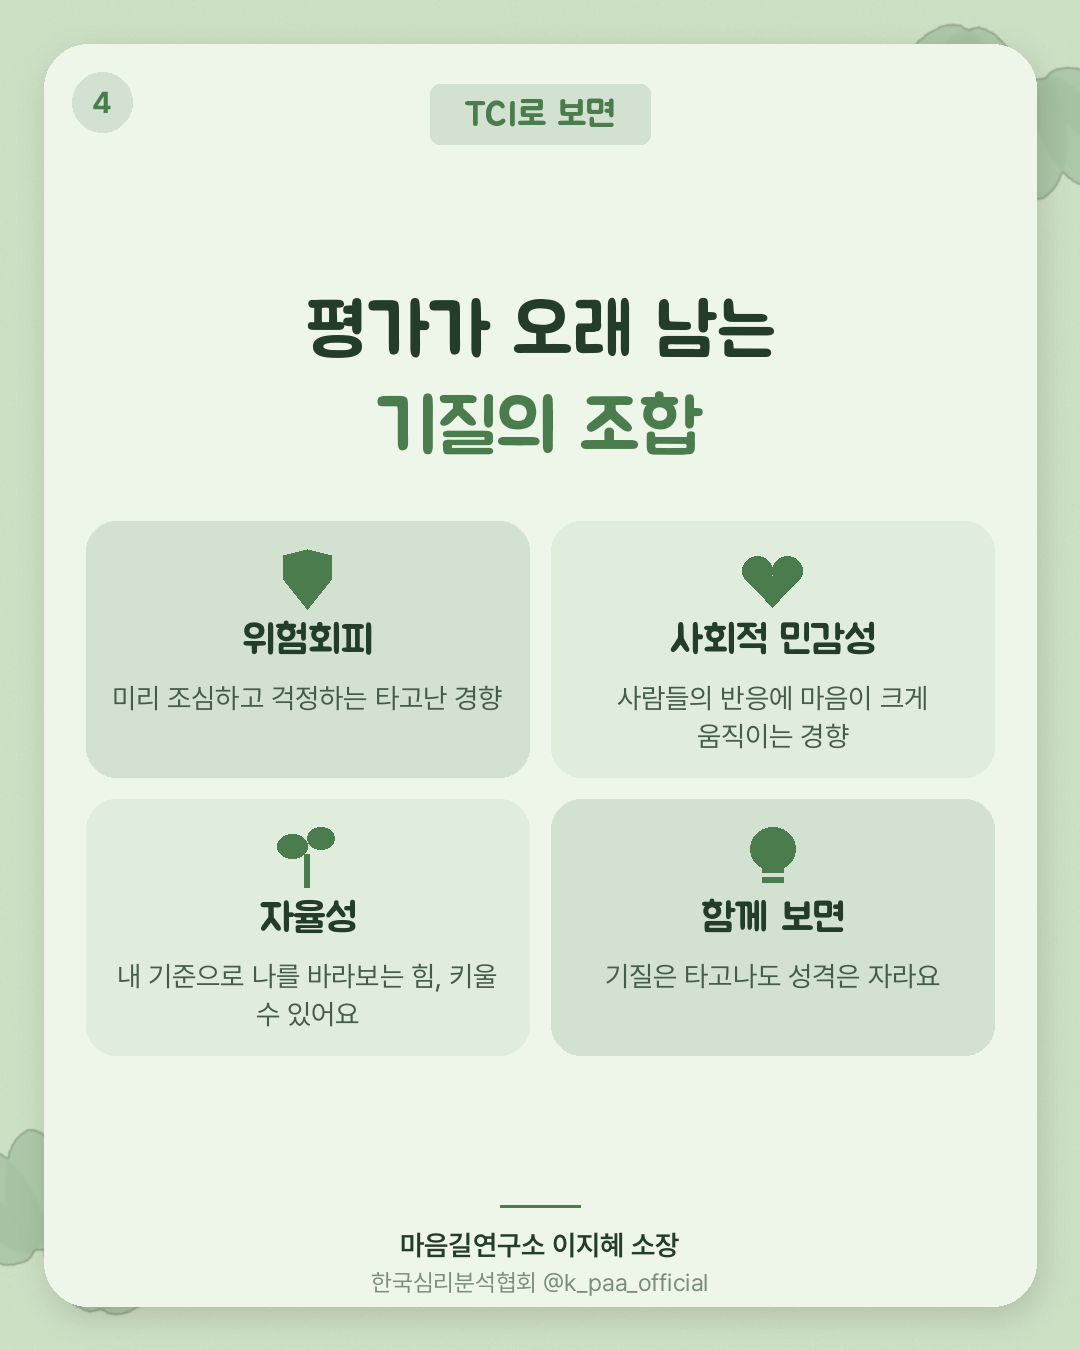 4
TCI로 보면
평가가 오래 남는
기질의 조합
위험회피
미리 조심하고 걱정하는 타고난 경향
사회적 민감성
사람들의 반응에 마음이 크게
움직이는 경향
자율성
내 기준으로 나를 바라보는 힘, 키울
수 있어요
함께 보면
기질은 타고나도 성격은 자라요
마음길연구소 이지혜 소장
한국심리분석협회 @k_paa_official